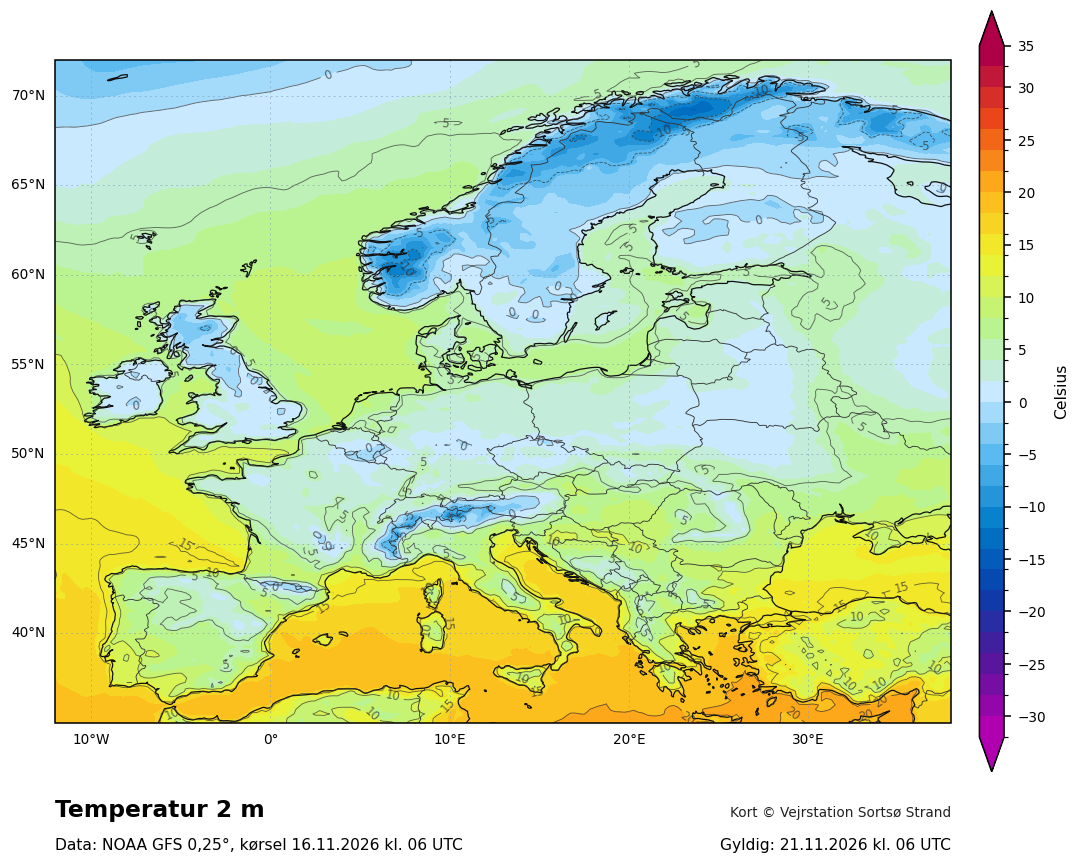 70°N
65°N
60°N
55°N
50°N
45°N
40°N
10°W 0° 10°E 20°E 30°E
35
30
25
20
15
10
5
0
−5
−10
−15
−20
−25
−30
Celsius
Temperatur 2 m
Kort © Vejrstation Sortsø Strand
Data: NOAA GFS 0,25°, kørsel 16.11.2026 kl. 06 UTC
Gyldig: 21.11.2026 kl. 06 UTC